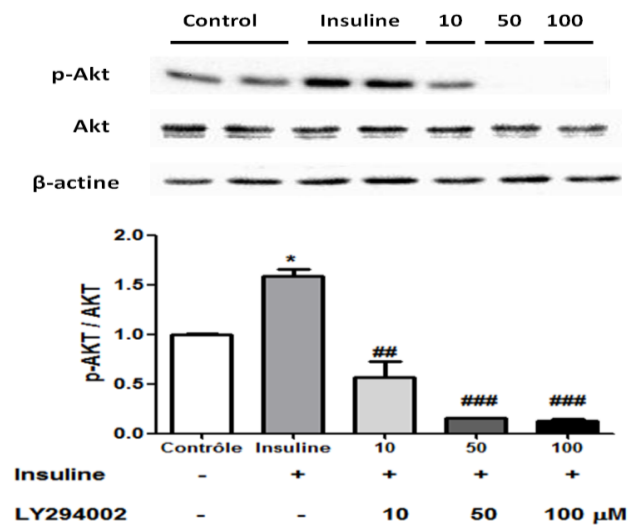 Control Insuline 10 50 100
p-Akt
Akt
β-actine
2.0
1.5
1.0
0.5
0.0
p-AKT / AKT
*
##
###
###
Contrôle Insuline 10 50 100
Insuline - + + + +
LY294002 - - 10 50 100 μM